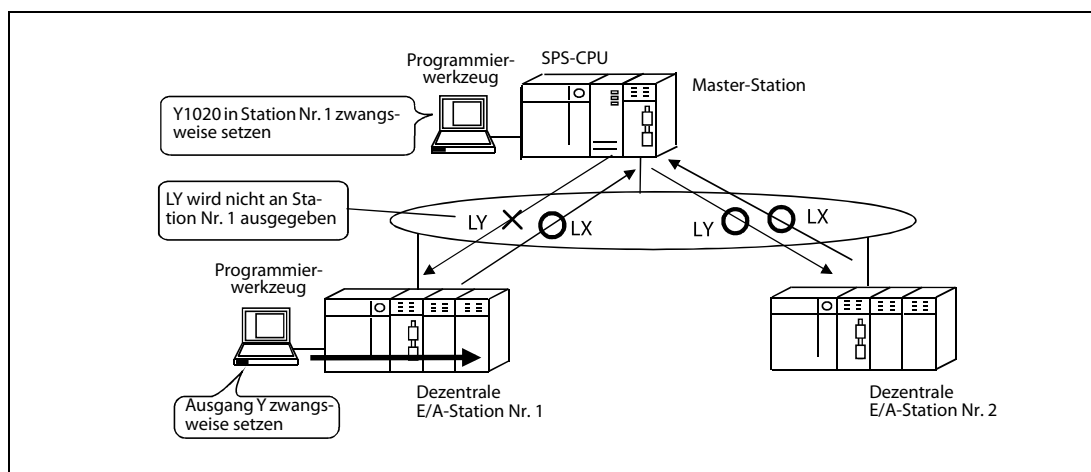 Programmier-
werkzeug
SPS-CPU
Master-Station
Y1020 in Station Nr. 1 zwangs-
weise setzen
LY wird nicht an Sta-
tion Nr. 1 ausgegeben
LY
LX
LY
LX
Programmier-
werkzeug
Ausgang Y zwangs-
weise setzen
Dezentrale
E/A-Station Nr. 1
Dezentrale
E/A-Station Nr. 2